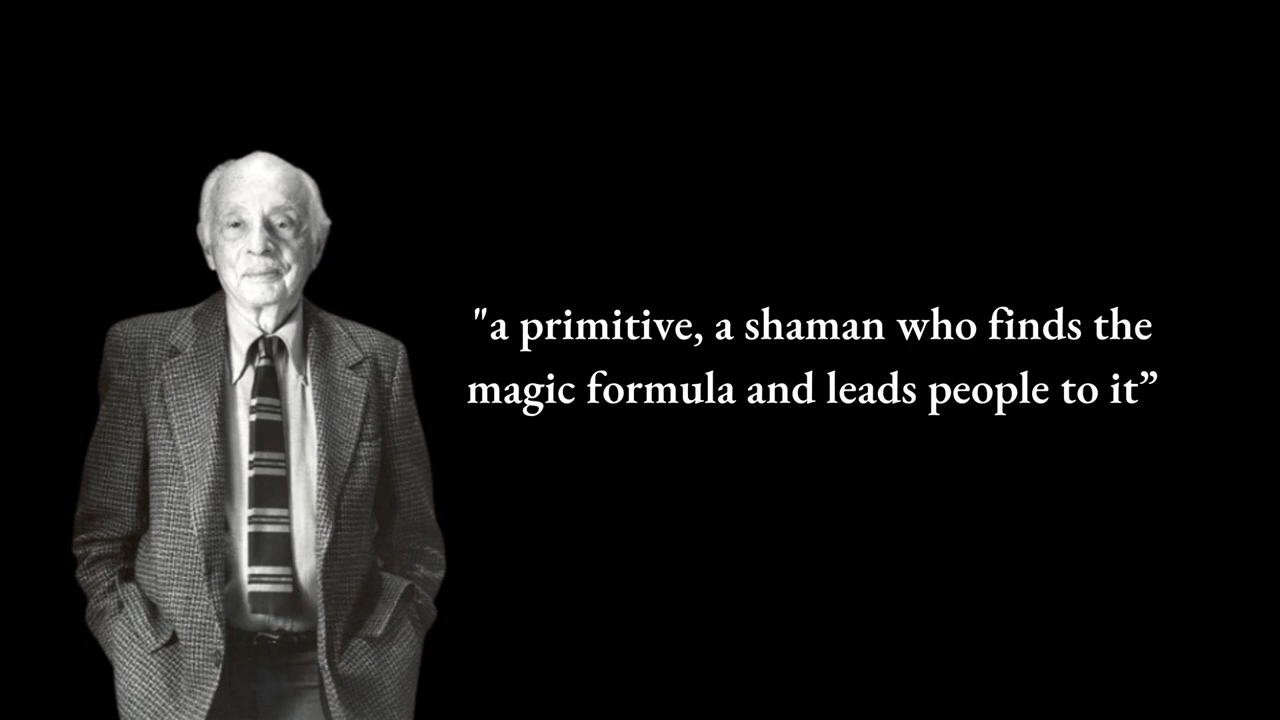 "a primitive, a shaman who finds the
magic formula and leads people to it”